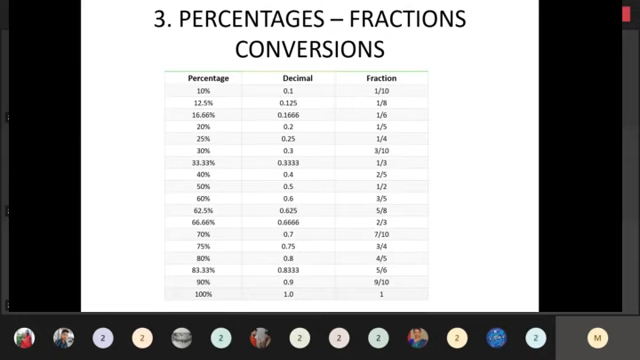 3. PERCENTAGES – FRACTIONS
CONVERSIONS
Percentage Decimal Fraction
10% 0.1 1/10
12.5% 0.125 1/8
16.66% 0.1666 1/6
20% 0.2 1/5
25% 0.25 1/4
30% 0.3 3/10
33.33% 0.3333 1/3
40% 0.4 2/5
50% 0.5 1/2
60% 0.6 3/5
62.5% 0.625 5/8
66.66% 0.6666 2/3
70% 0.7 7/10
75% 0.75 3/4
80% 0.8 4/5
83.33% 0.8333 5/6
90% 0.9 9/10
100% 1.0 1
2 2 2 2 2 2 2 M